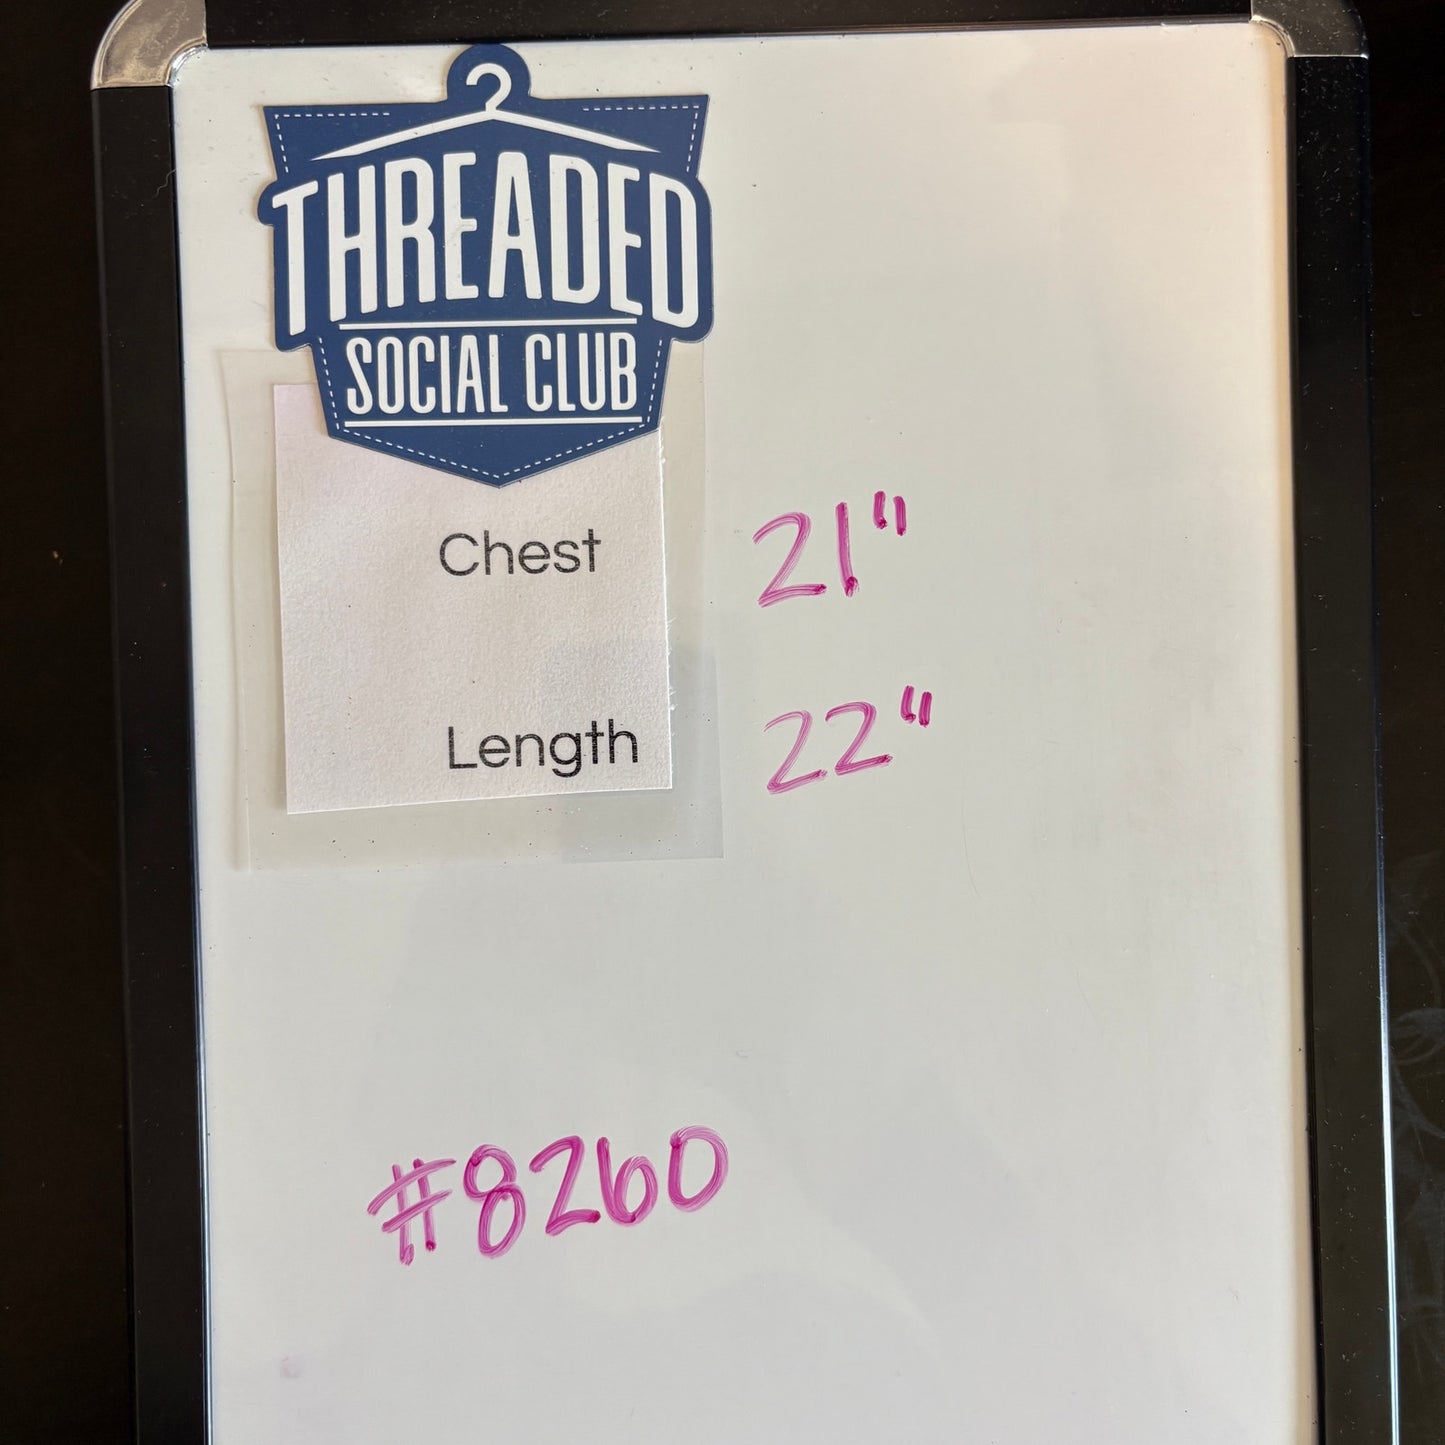 THREADED
SOCIAL CLUB
Chest 21"
Length 22"
#8260